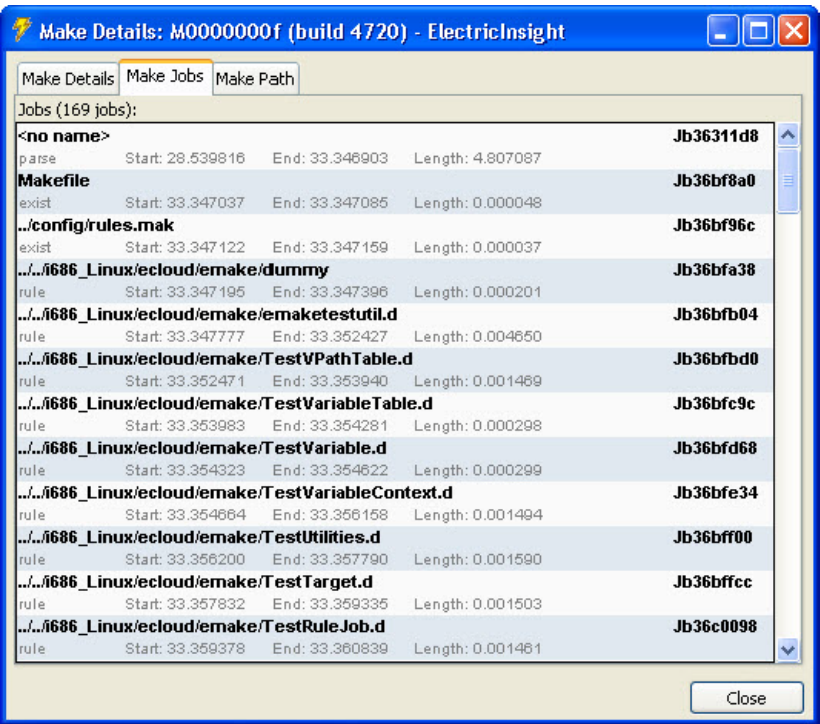 Make Details: M0000000f (build 4720) - ElectricInsight
Make Details Make Jobs Make Path
Jobs (169 jobs):
<no name> Jb36311d8
parse Start: 28.539816 End: 33.346903 Length: 4.807087
Makefile Jb36bf8a0
exist Start: 33.347037 End: 33.347085 Length: 0.000048
../config/rules.mak Jb36bf96c
exist Start: 33.347122 End: 33.347159 Length: 0.000037
../../i686_Linux/ecloud/emake/dummy Jb36bfa38
rule Start: 33.347195 End: 33.347396 Length: 0.000201
../../i686_Linux/ecloud/emake/emaketestutil.d Jb36bfb04
rule Start: 33.347777 End: 33.352427 Length: 0.004650
../../i686_Linux/ecloud/emake/TestVPathTable.d Jb36bfbd0
rule Start: 33.352471 End: 33.353940 Length: 0.001469
../../i686_Linux/ecloud/emake/TestVariableTable.d Jb36bfc9c
rule Start: 33.353983 End: 33.354281 Length: 0.000298
../../i686_Linux/ecloud/emake/TestVariable.d Jb36bfd68
rule Start: 33.354323 End: 33.354622 Length: 0.000299
../../i686_Linux/ecloud/emake/TestVariableContext.d Jb36bfe34
rule Start: 33.354664 End: 33.356158 Length: 0.001494
../../i686_Linux/ecloud/emake/TestUtilities.d Jb36bff00
rule Start: 33.356200 End: 33.357790 Length: 0.001590
../../i686_Linux/ecloud/emake/TestTarget.d Jb36bffcc
rule Start: 33.357832 End: 33.359335 Length: 0.001503
../../i686_Linux/ecloud/emake/TestRuleJob.d Jb36c0098
rule Start: 33.359378 End: 33.360839 Length: 0.001461
Close